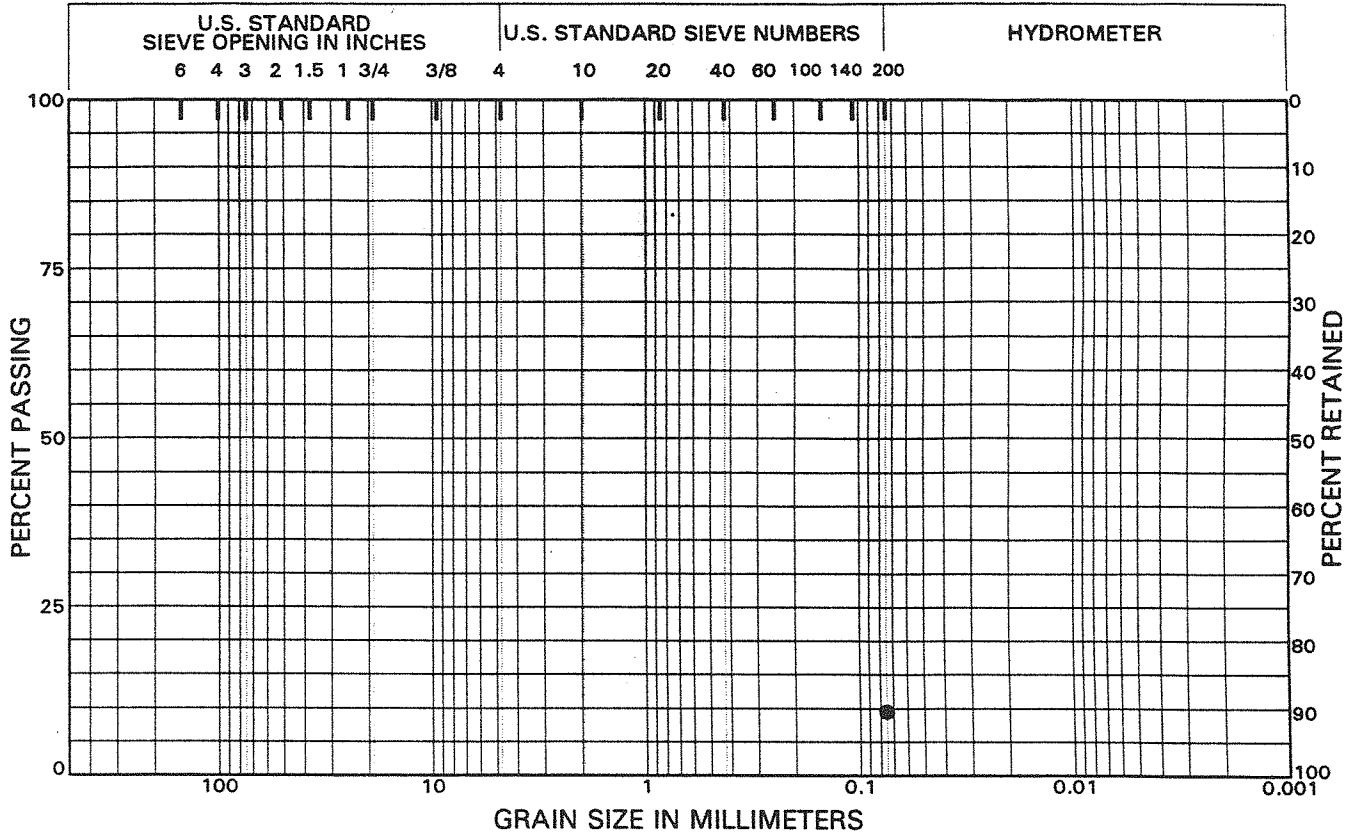 U.S. STANDARD
SIEVE OPENING IN INCHES
U.S. STANDARD SIEVE NUMBERS
HYDROMETER
6 4 3 2 1.5 1 3/4 3/8 4 10 20 40 60 100 140 200
100
75
50
25
0
PERCENT PASSING
0
10
20
30
40
50
60
70
80
90
100
PERCENT RETAINED
100 10 1 0.1 0.01 0.001
GRAIN SIZE IN MILLIMETERS